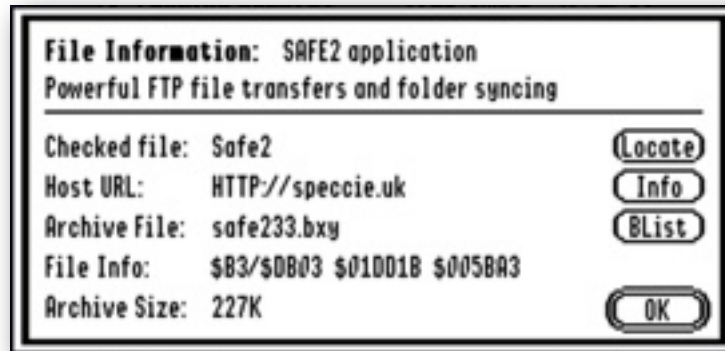 File Information: SAFE2 application
Powerful FTP file transfers and folder syncing
Checked file: Safe2
Locate
Host URL: HTTP://speccie.uk
Info
Archive File: safe233.bxy
BList
File Info: $B3/$DB03 $01DD1B $005BA3
Archive Size: 227K
OK